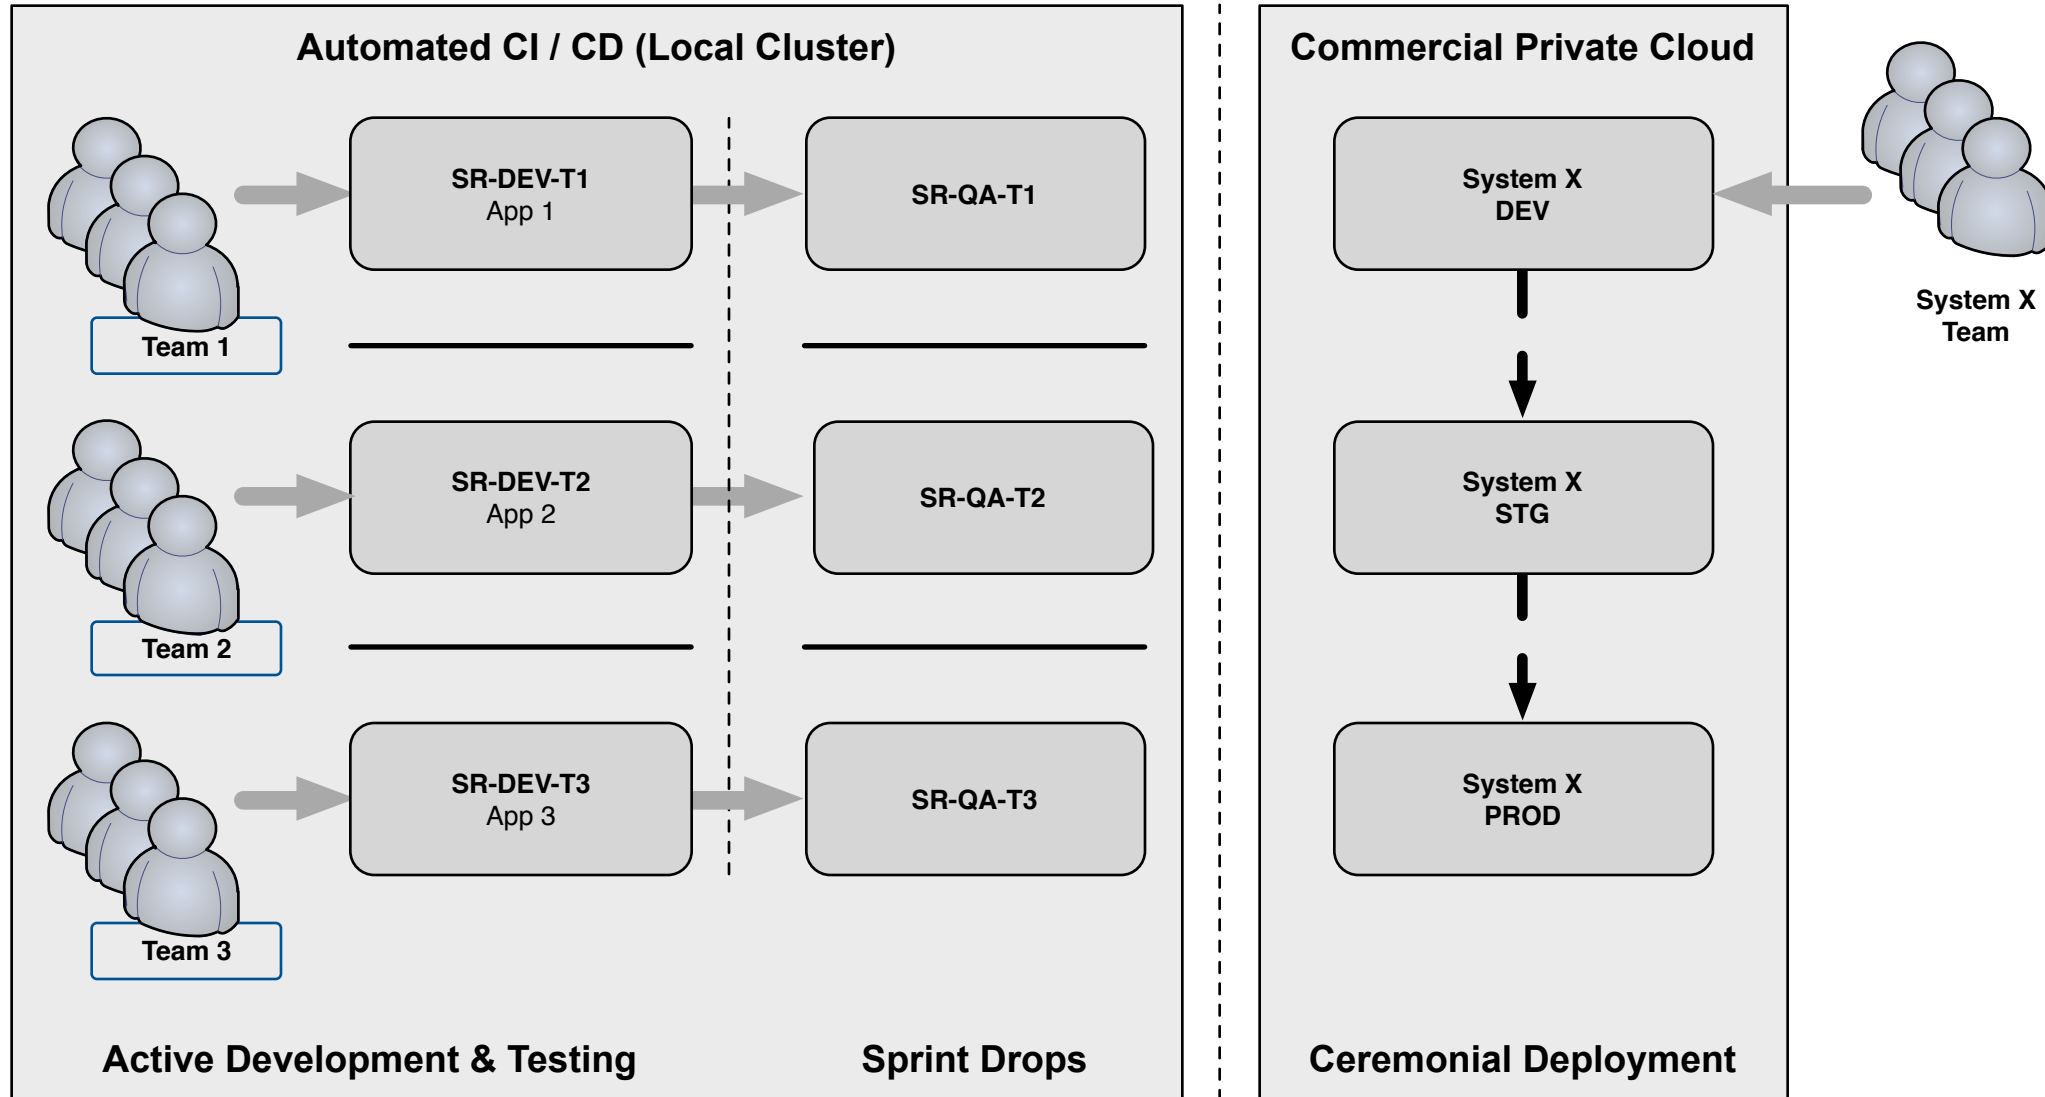 Automated CI / CD (Local Cluster)
Commercial Private Cloud
SR-DEV-T1
App 1
SR-QA-T1
System X
DEV
System X
Team
Team 1
SR-DEV-T2
App 2
SR-QA-T2
System X
STG
Team 2
SR-DEV-T3
App 3
SR-QA-T3
System X
PROD
Team 3
Active Development & Testing
Sprint Drops
Ceremonial Deployment